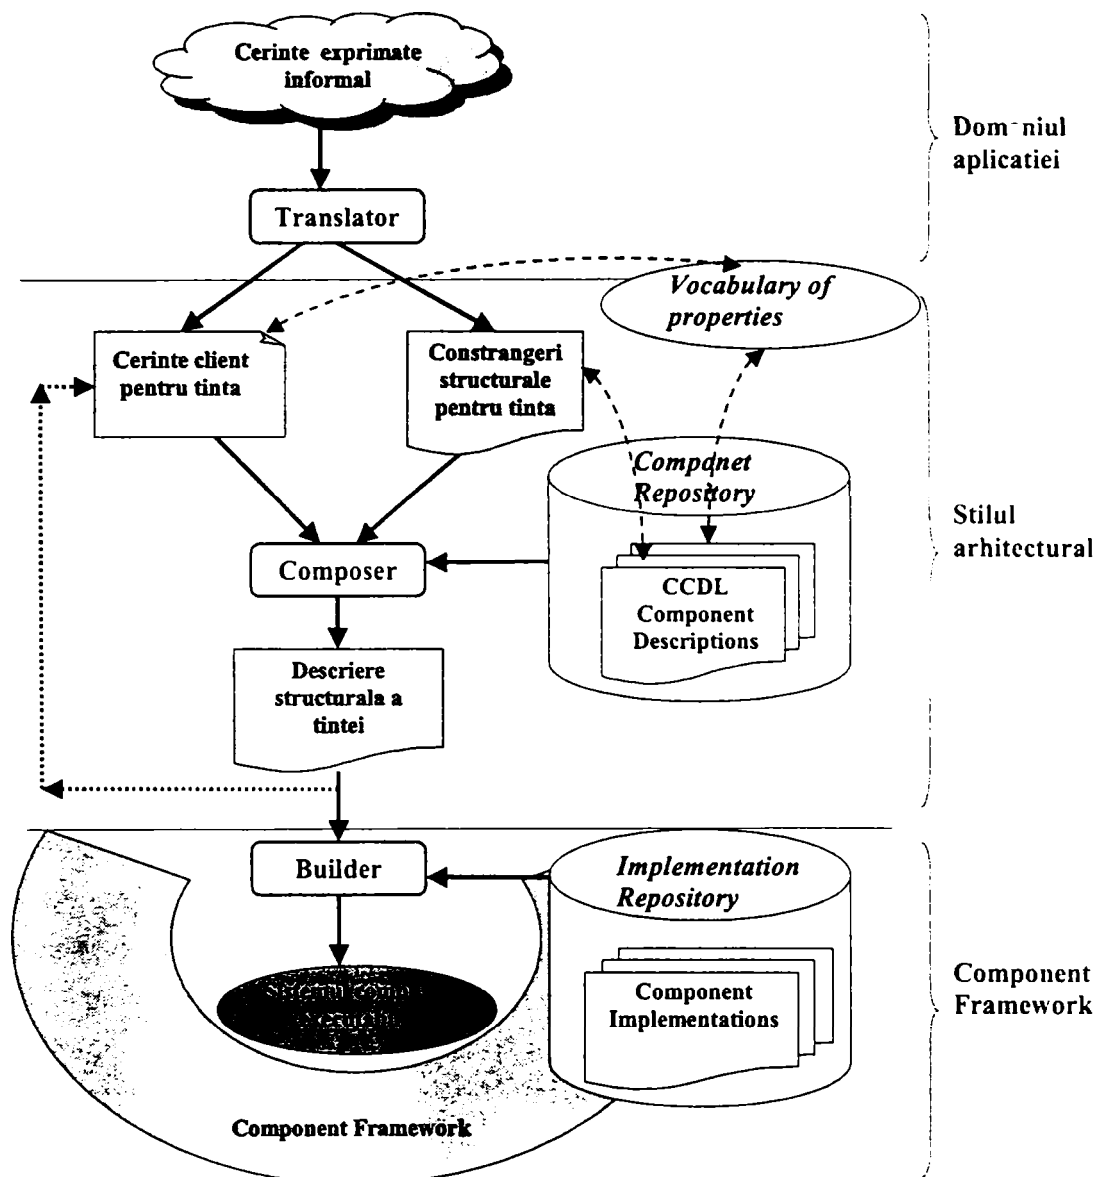 Cerinte exprimate
informal
Translator
Dom niul
aplicatiei
Vocabulary of
properties
Cerinte client
pentru tinta
Constrangeri
structurale
pentru tinta
Componet
Repository
CCDL
Component
Descriptions
Composer
Descriere
structurala a
tintei
Stilul
arhitectural
Builder
Implementation
Repository
Component
Implementations
Component Framework
Component
Framework